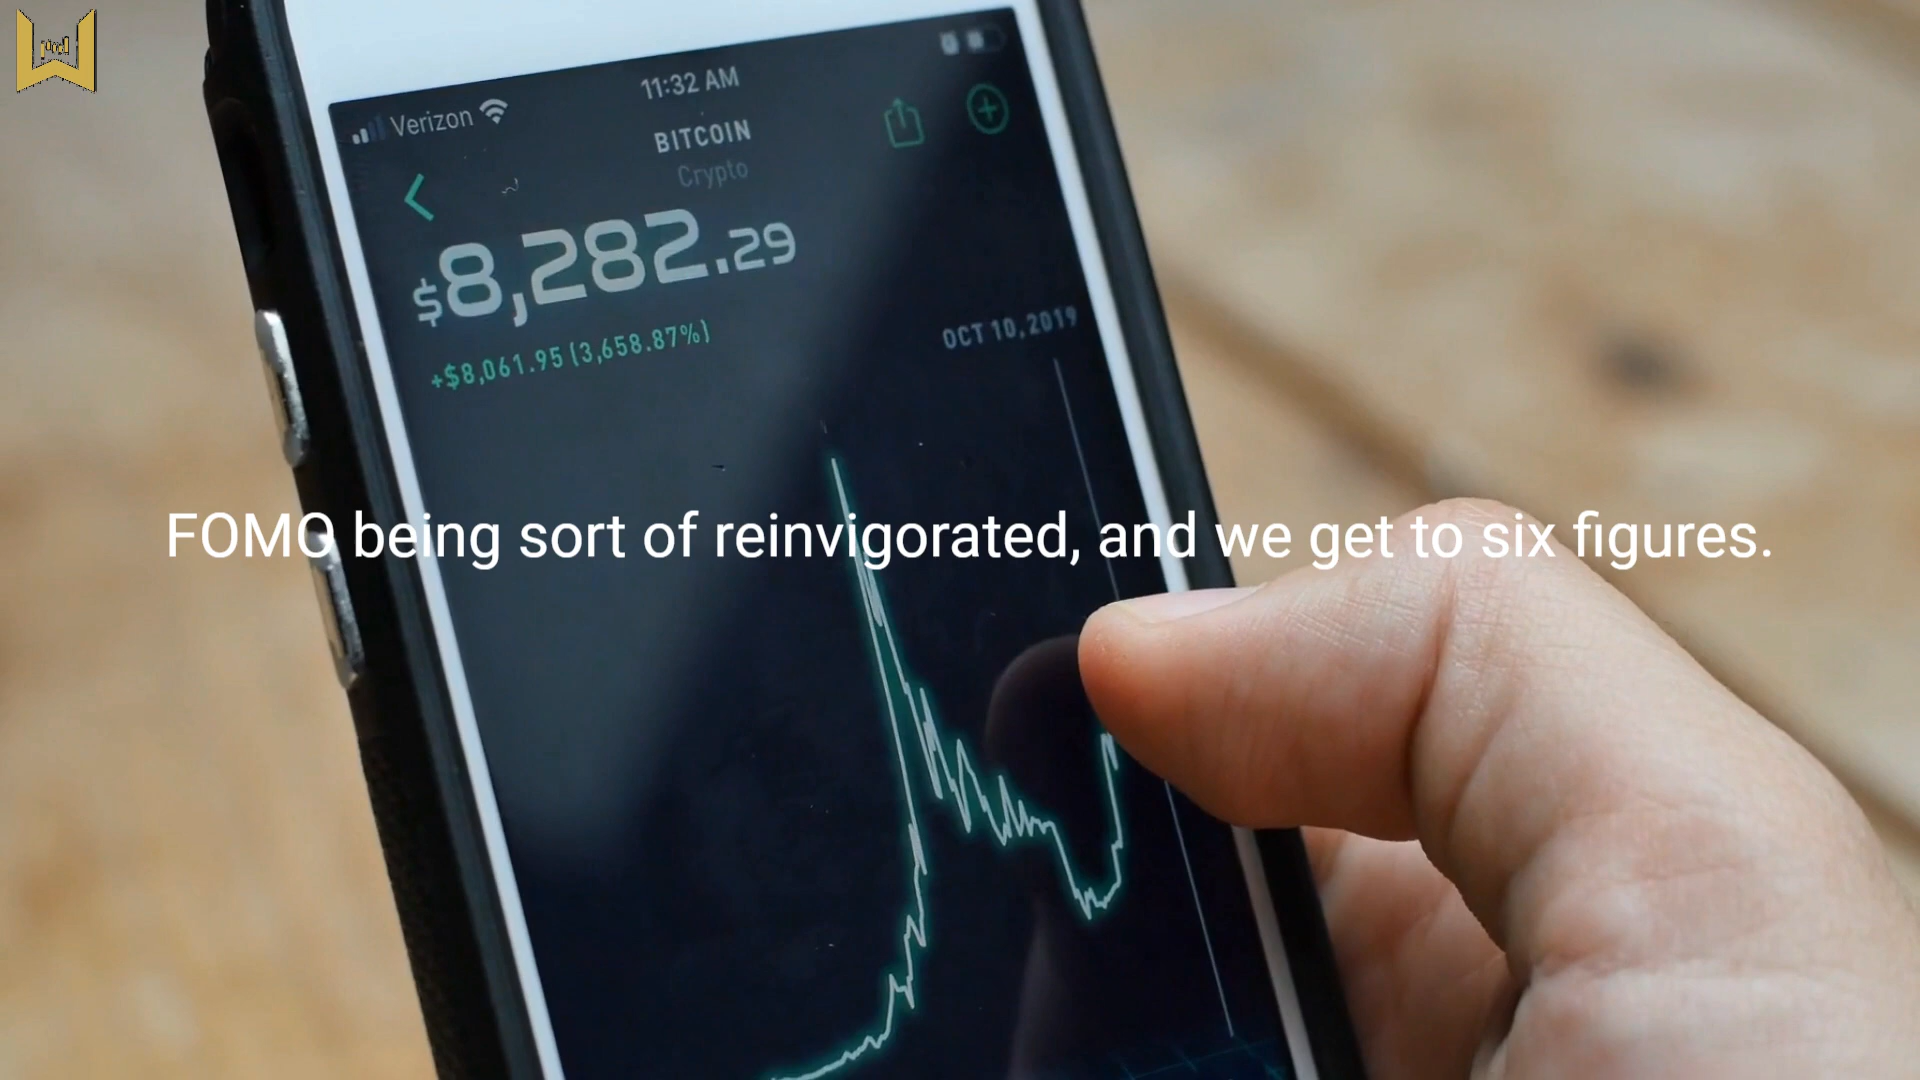 11:32 AM
Verizon
BITCOIN
Crypto
$8,282.29
+$8,061.95 (3,658.87%)
OCT 10,2019
FOMO being sort of reinvigorated, and we get to six figures.